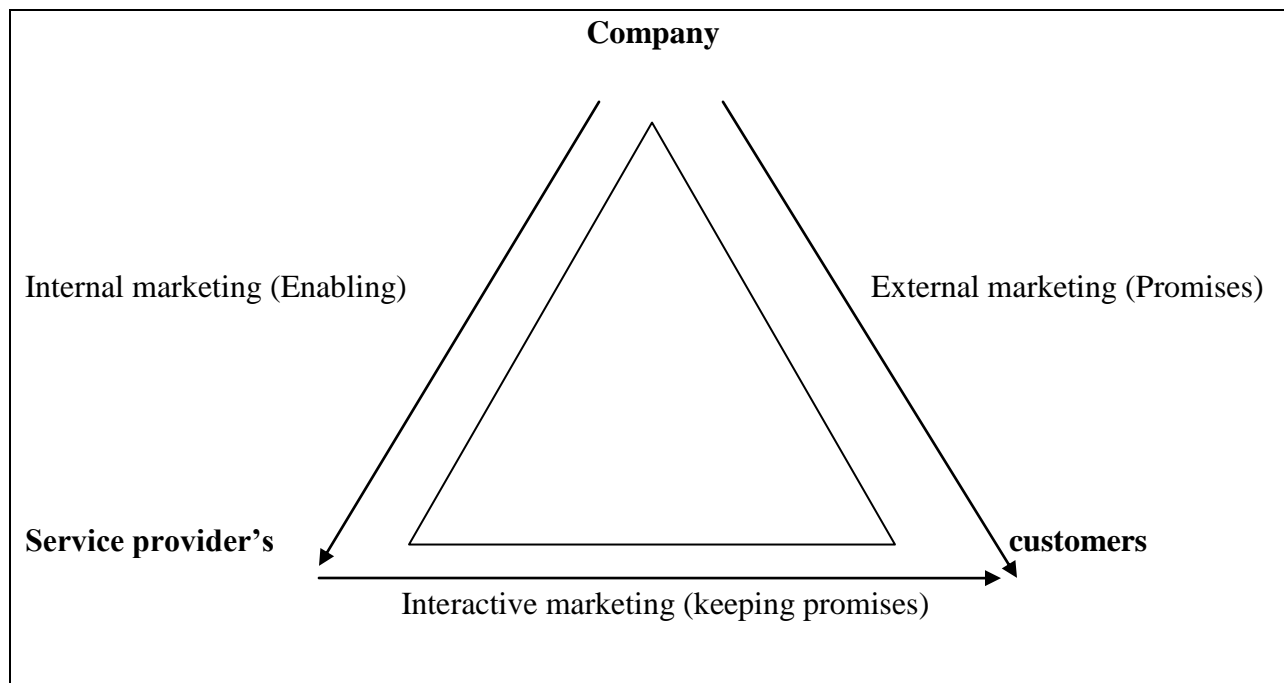 Company
Internal marketing (Enabling)
External marketing (Promises)
Service provider’s
customers
Interactive marketing (keeping promises)